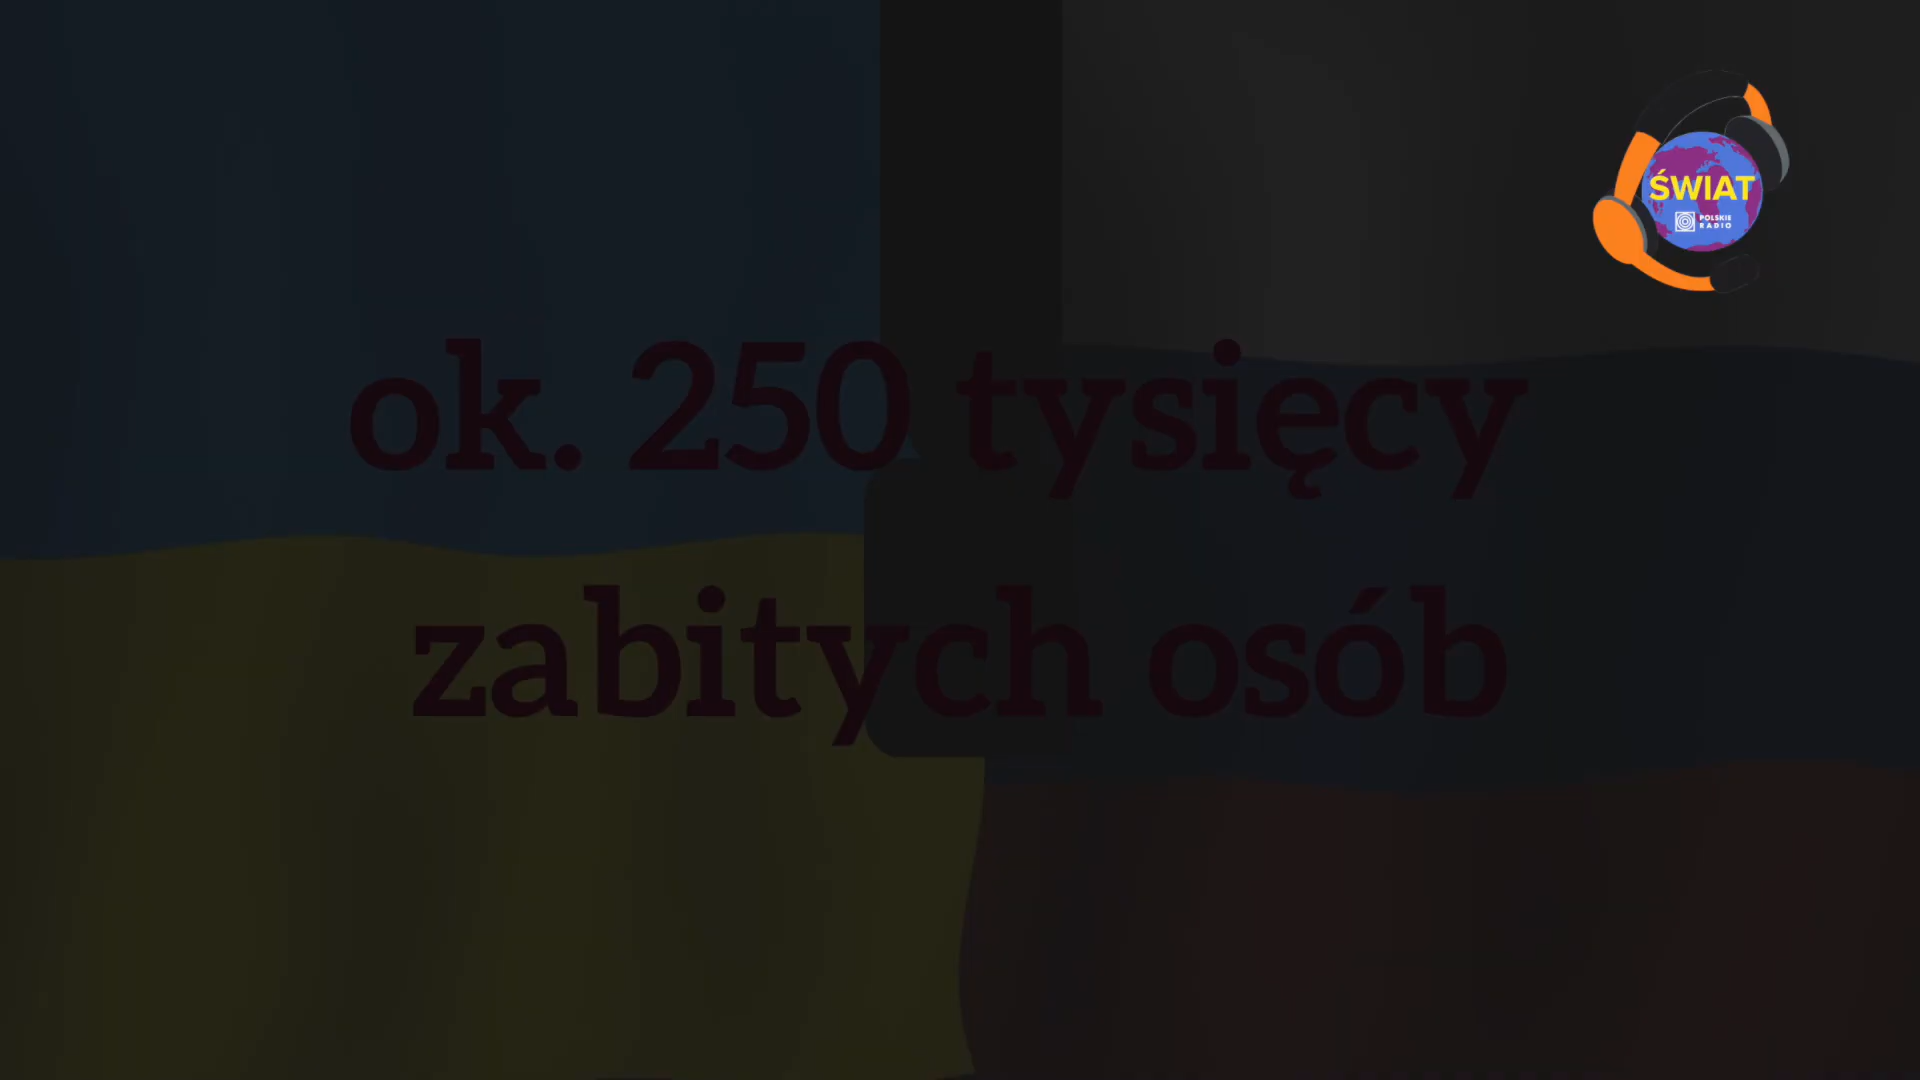 ŚWIAT
POLSKIE
RADIO
ok. 250 tysięcy
zabitych osób